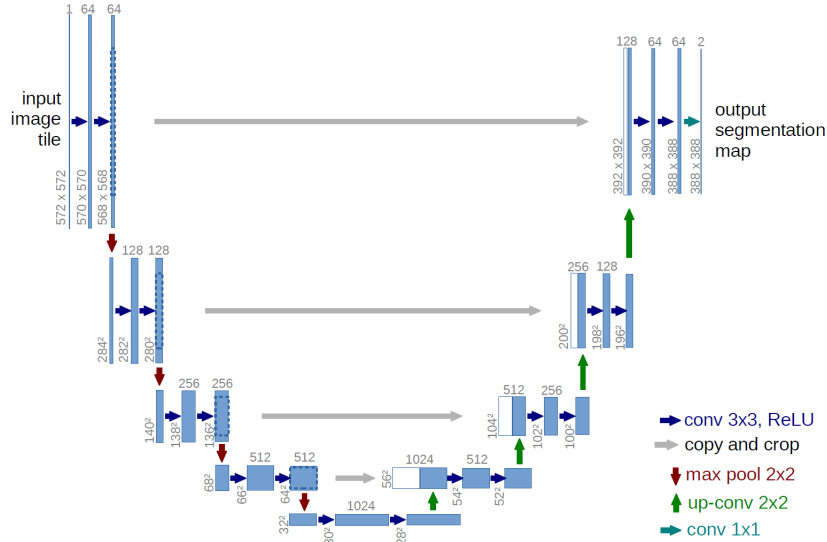 1 64 64
input
image
tile
572 x 572
570 x 570
568 x 568
128 64 64 2
output
segmentation
map
392 x 392
390 x 390
388 x 388
388 x 388
128 128
284²
282²
280²
256 128
200²
198²
196²
256 256
140²
138²
136²
512 256
104²
102²
100²
512 512
68²
66²
64²
1024 512
56²
54²
52²
1024
32²
30²
28²
conv 3x3, ReLU
copy and crop
max pool 2x2
up-conv 2x2
conv 1x1